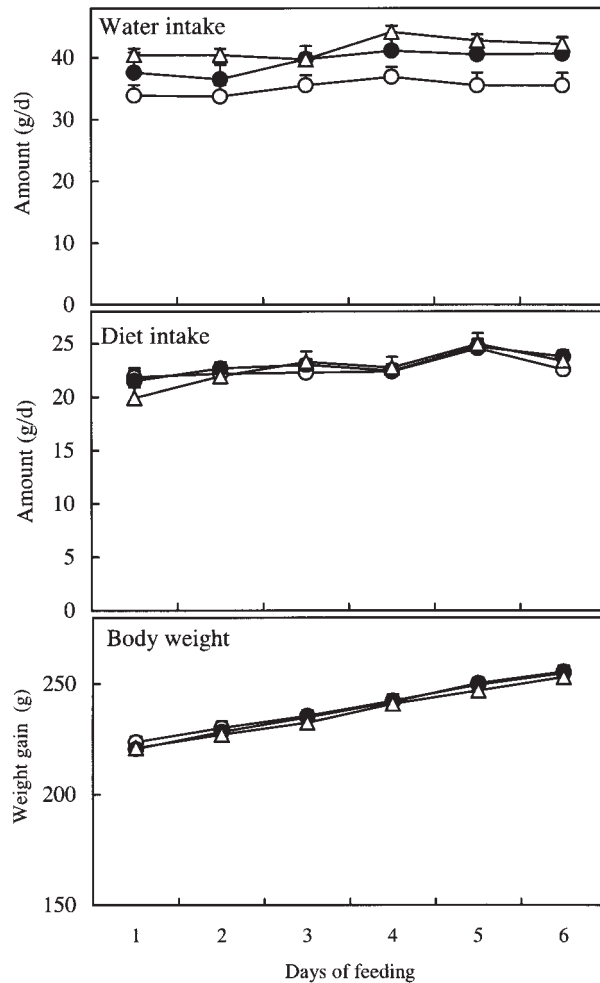 Water intake
40
30
20
10
0
Amount (g/d)
Diet intake
25
20
15
10
5
0
Amount (g/d)
Body weight
250
200
150
Weight gain (g)
1 2 3 4 5 6
Days of feeding